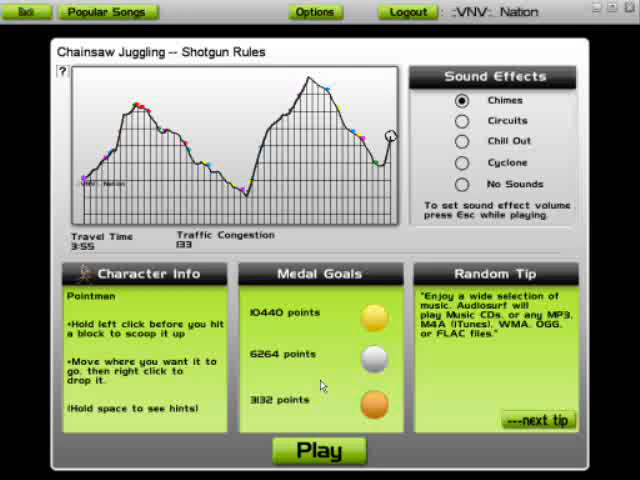 Back
Popular Songs
Options
Logout
: .:VNV:. Nation
Chainsaw Juggling -- Shotgun Rules
?
.:VNV:. Nation
Travel Time
3:55
Traffic Congestion
133
Sound Effects
Chimes
Circuits
Chill Out
Cyclone
No Sounds
To set sound effect volume
press Esc while playing.
Character Info
Pointman
•Hold left click before you hit
a block to scoop it up
•Move where you want it to
go, then right click to
drop it.
(Hold space to see hints)
Medal Goals
10440 points
6264 points
3132 points
Random Tip
"Enjoy a wide selection of
music. Audiosurf will
play Music CDs, or any MP3,
M4A (iTunes), WMA, OGG,
or FLAC files."
---next tip
Play